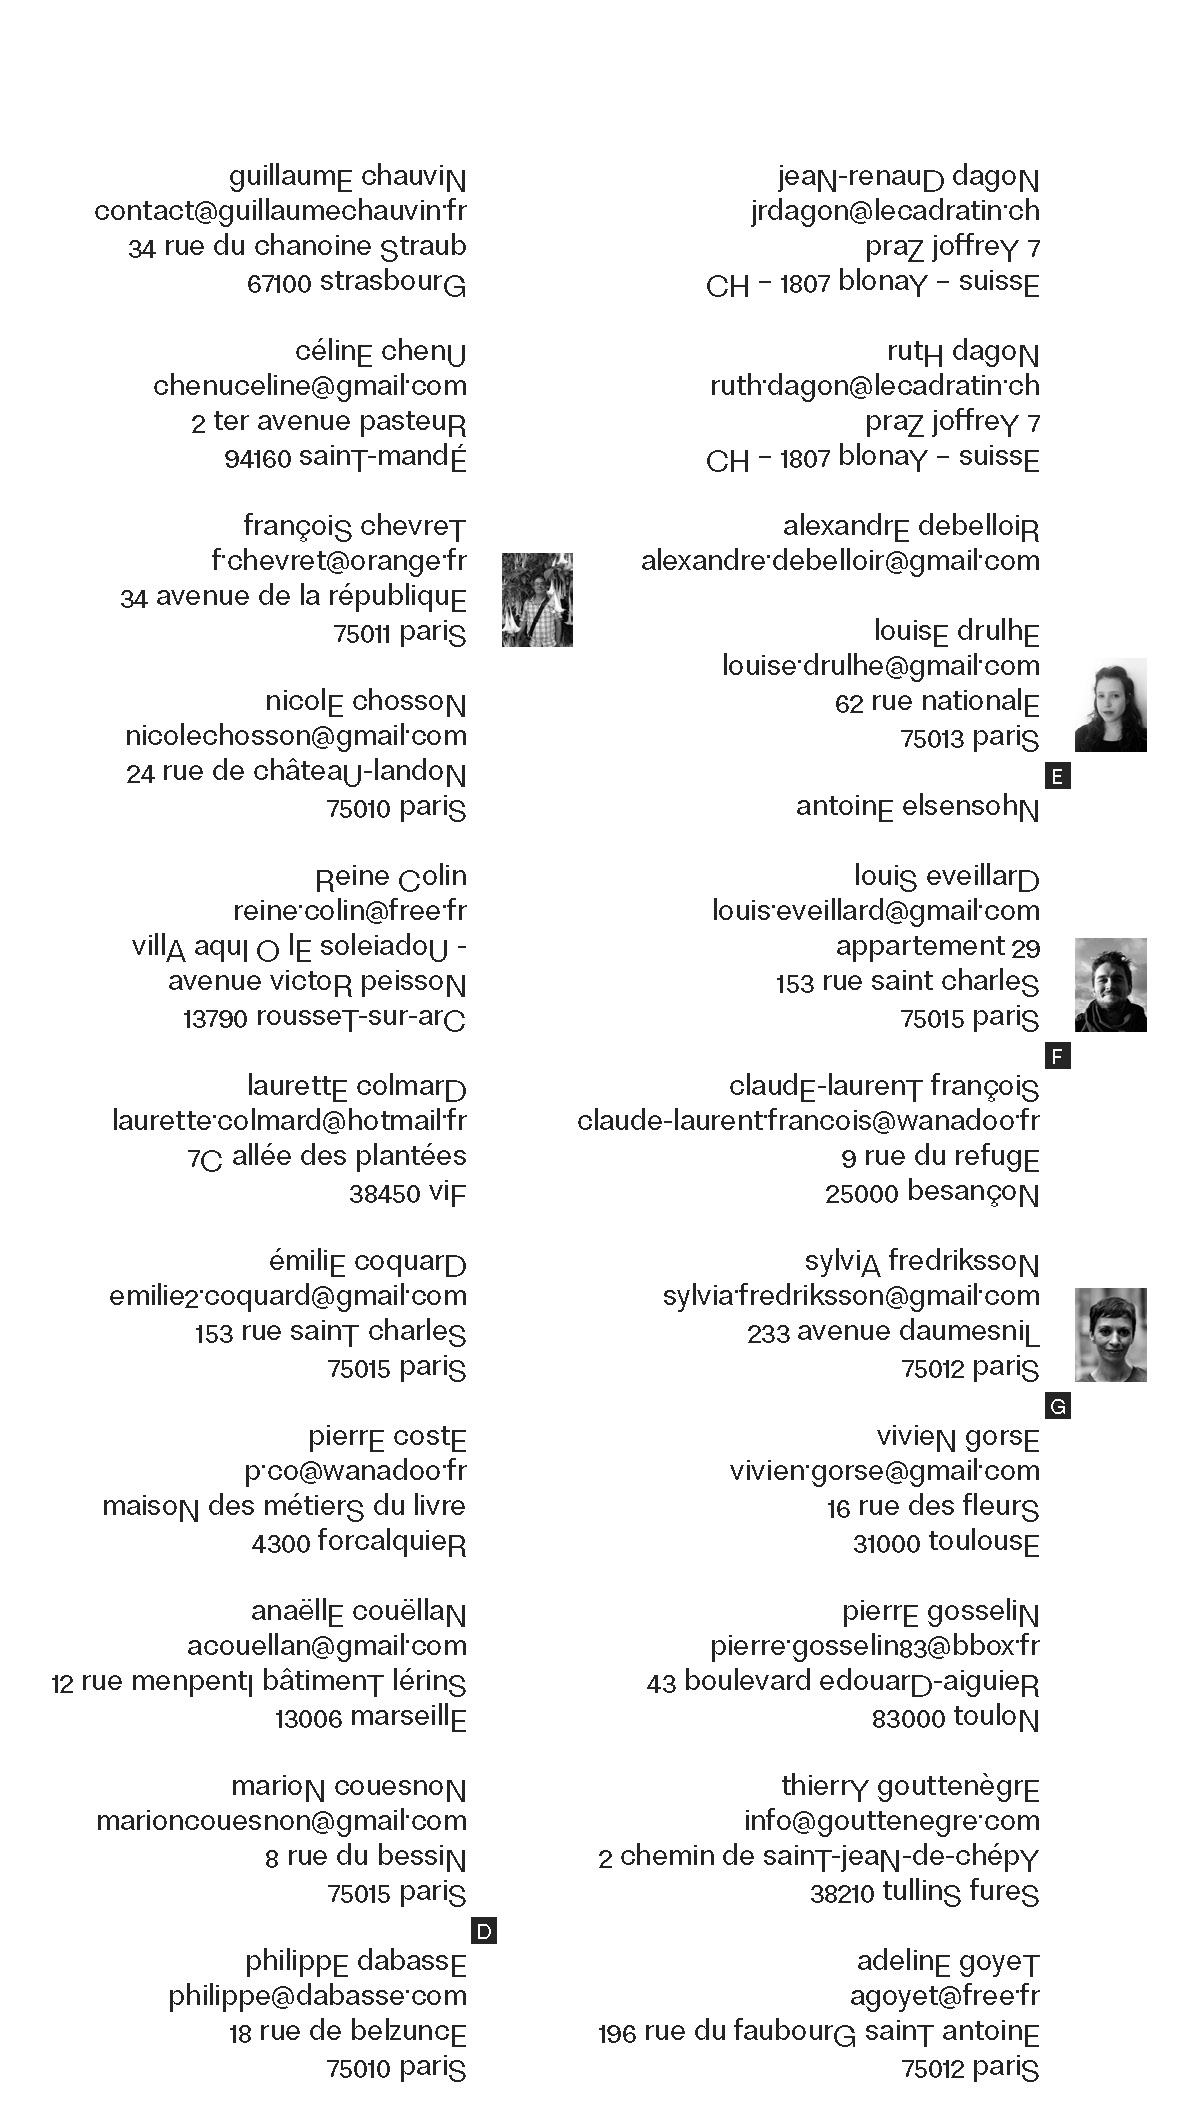 guillaumE chauviN
contact@guillaumechauvin·fr
34 rue du chanoine Straub
67100 strasbourG
célinE chenU
chenuceline@gmail·com
2 ter avenue pasteuR
94160 sainT-mandÉ
françoiS chevreT
f·chevret@orange·fr
34 avenue de la républiquE
75011 pariS
nicolE chossoN
nicolechosson@gmail·com
24 rue de châteaU-landoN
75010 pariS
Reine Colin
reine·colin@free·fr
villA aquI O lE soleiadoU -
avenue victoR peissoN
13790 rousseT-sur-arC
laurettE colmarD
laurette·colmard@hotmail·fr
7C allée des plantées
38450 viF
émiliE coquarD
emilie2·coquard@gmail·com
153 rue sainT charleS
75015 pariS
pierrE costE
p·co@wanadoo·fr
maisoN des métierS du livre
4300 forcalquieR
anaëllE couëllaN
acouellan@gmail·com
12 rue menpentI bâtimenT lérinS
13006 marseillE
marioN couesnoN
marioncouesnon@gmail·com
8 rue du bessiN
75015 pariS
D
philippE dabassE
philippe@dabasse·com
18 rue de belzuncE
75010 pariS
jeaN-renauD dagoN
jrdagon@lecadratin·ch
praZ joffreY 7
CH – 1807 blonaY – suissE
rutH dagoN
ruth·dagon@lecadratin·ch
praZ joffreY 7
CH – 1807 blonaY – suissE
alexandrE debelloiR
alexandre·debelloir@gmail·com
louisE drulhE
louise·drulhe@gmail·com
62 rue nationalE
75013 pariS
E
antoinE elsensohN
louiS eveillarD
louis·eveillard@gmail·com
appartement 29
153 rue saint charleS
75015 pariS
F
claudE-laurenT françoiS
claude-laurent·francois@wanadoo·fr
9 rue du refugE
25000 besançoN
sylviA fredrikssoN
sylvia·fredriksson@gmail·com
233 avenue daumesniL
75012 pariS
G
vivieN gorsE
vivien·gorse@gmail·com
16 rue des fleurS
31000 toulousE
pierrE gosseliN
pierre·gosselin83@bbox·fr
43 boulevard edouarD-aiguieR
83000 touloN
thierrY gouttenègrE
info@gouttenegre·com
2 chemin de sainT-jeaN-de-chépY
38210 tullinS fureS
adelinE goyeT
agoyet@free·fr
196 rue du faubourG sainT antoinE
75012 pariS